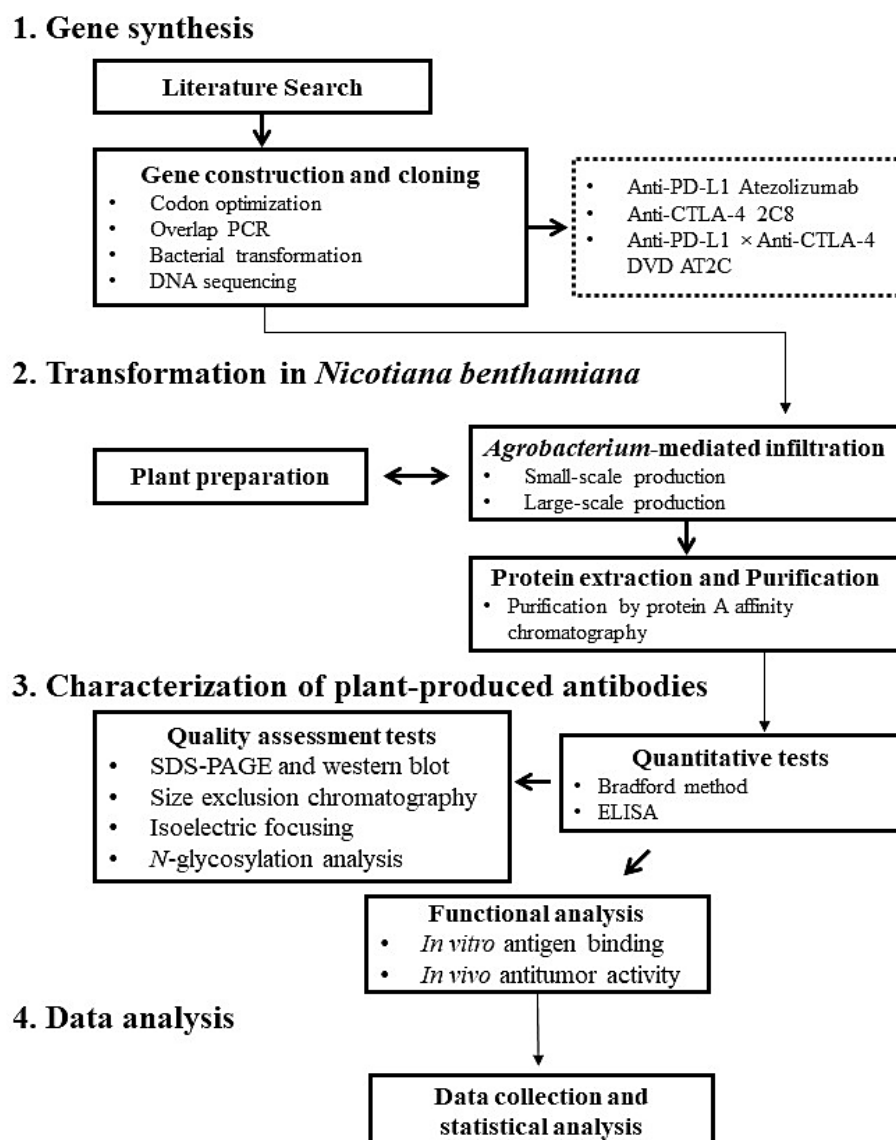 1. Gene synthesis
Literature Search
Gene construction and cloning
• Codon optimization
• Overlap PCR
• Bacterial transformation
• DNA sequencing
• Anti-PD-L1 Atezolizumab
• Anti-CTLA-4 2C8
• Anti-PD-L1 × Anti-CTLA-4
DVD AT2C
2. Transformation in Nicotiana benthamiana
Plant preparation
Agrobacterium-mediated infiltration
• Small-scale production
• Large-scale production
Protein extraction and Purification
• Purification by protein A affinity
chromatography
3. Characterization of plant-produced antibodies
Quality assessment tests
• SDS-PAGE and western blot
• Size exclusion chromatography
• Isoelectric focusing
• N-glycosylation analysis
Quantitative tests
• Bradford method
• ELISA
Functional analysis
• In vitro antigen binding
• In vivo antitumor activity
4. Data analysis
Data collection and
statistical analysis